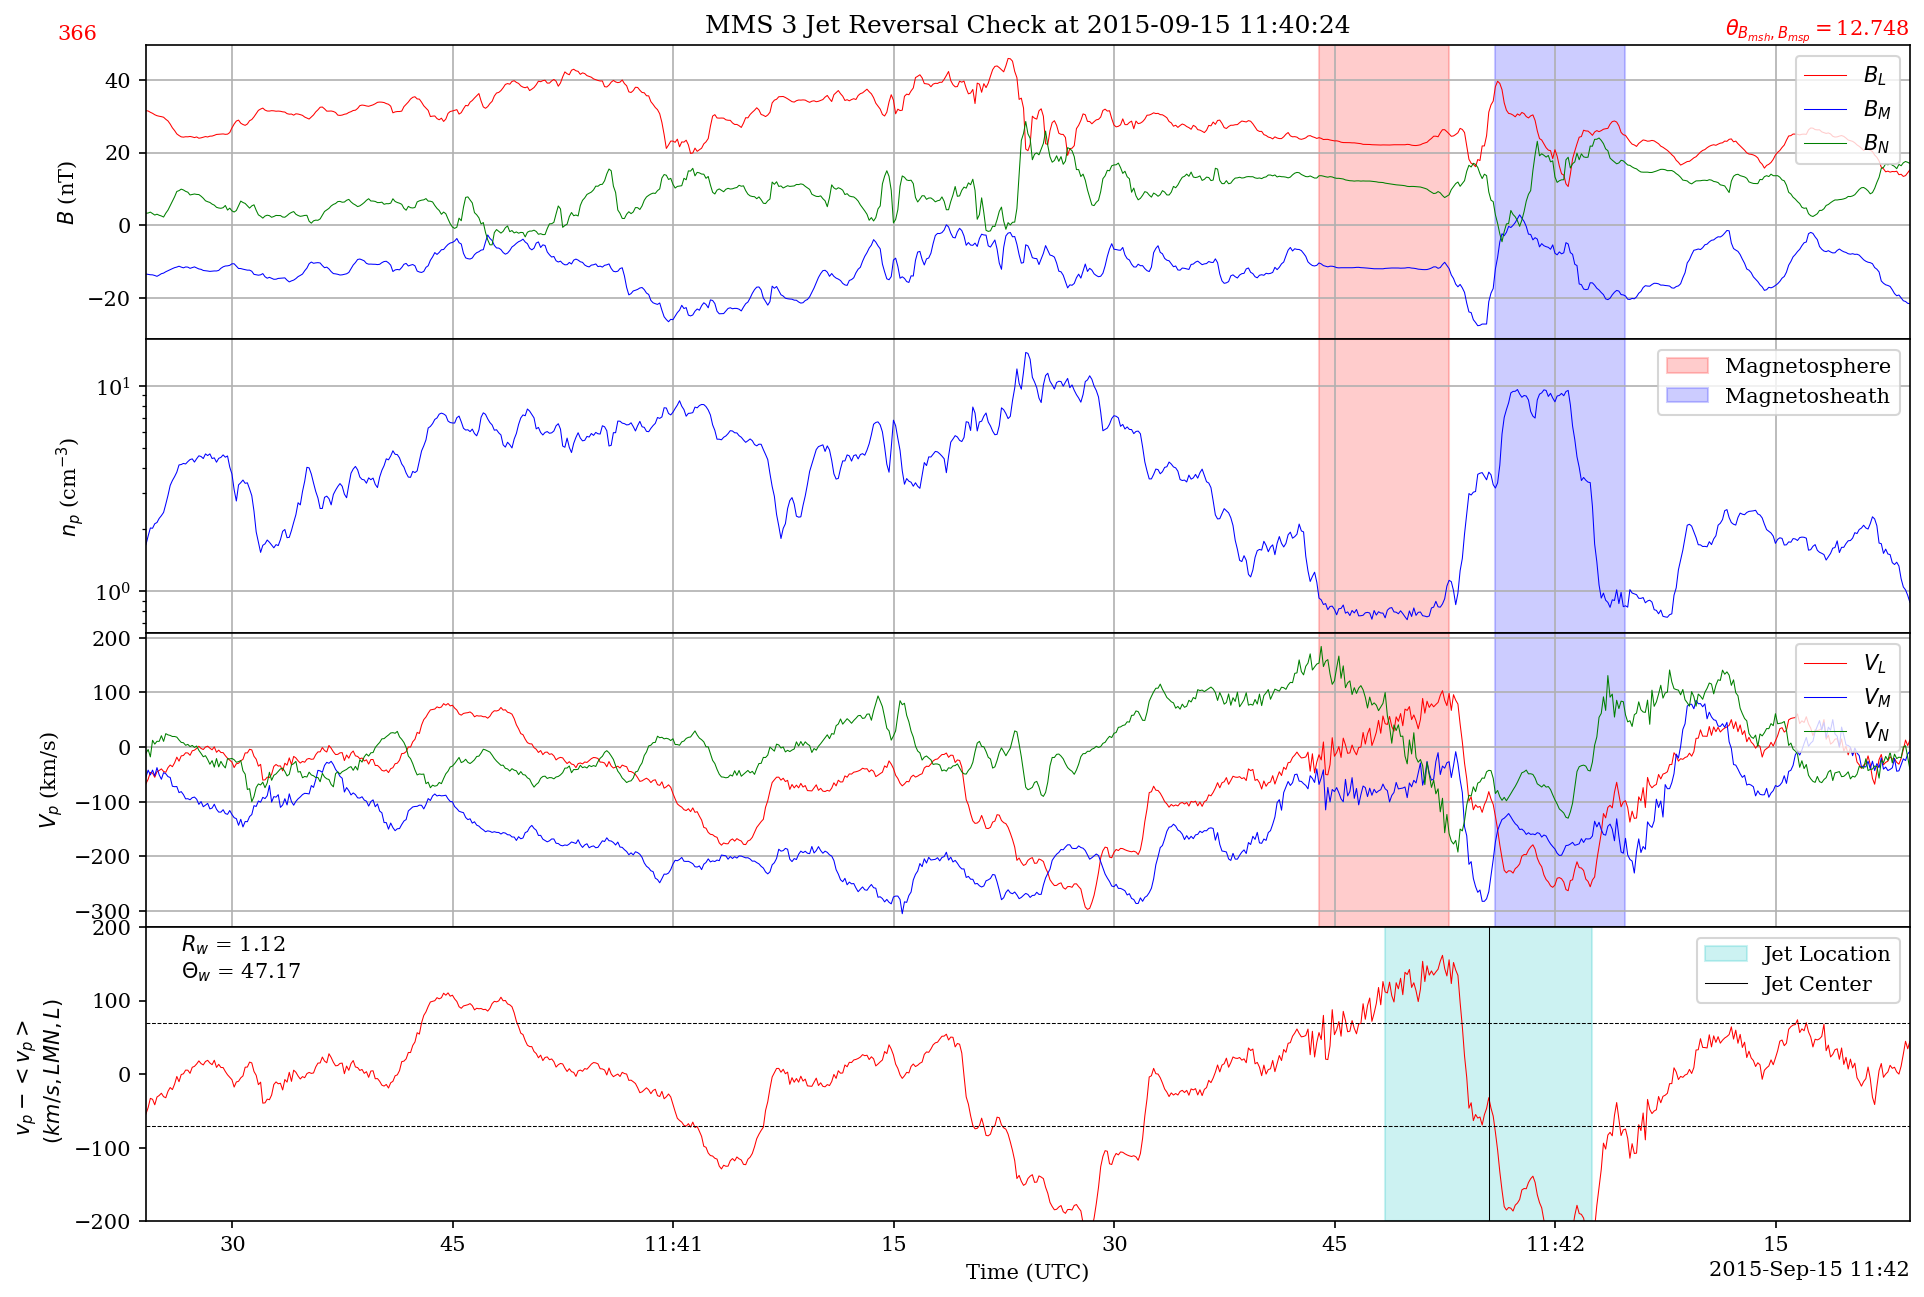 MMS 3 Jet Reversal Check at 2015-09-15 11:40:24
366
θ_{B_{msh}, B_{msp}} = 12.748
40
20
0
−20
B (nT)
B_L
B_M
B_N
10^1
10^0
n_p (cm^{−3})
Magnetosphere
Magnetosheath
200
100
0
−100
−200
−300
V_p (km/s)
V_L
V_M
V_N
200
100
0
−100
−200
v_p − < v_p >
(km/s, LMN, L)
R_w = 1.12
Θ_w = 47.17
Jet Location
Jet Center
30
45
11:41
15
30
45
11:42
15
Time (UTC)
2015-Sep-15 11:42